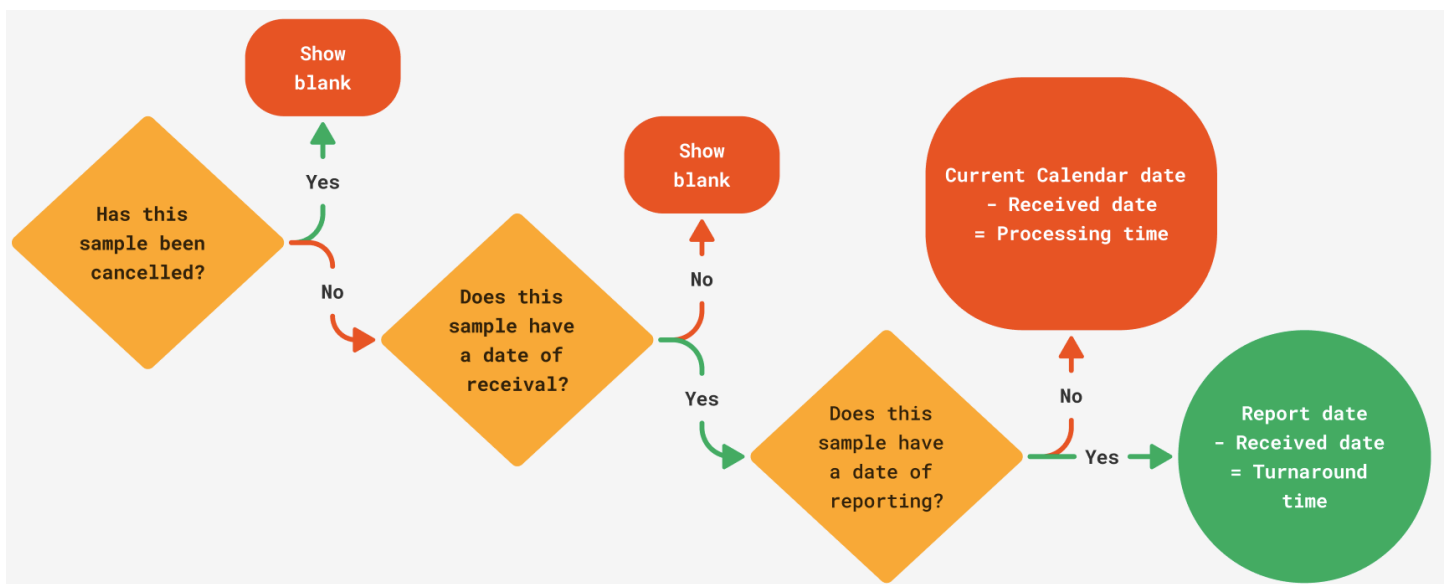 Show
blank
Has this
sample been
cancelled?
Yes
No
Show
blank
Does this
sample have
a date of
receival?
No
Yes
Current Calendar date
- Received date
= Processing time
Does this
sample have
a date of
reporting?
No
Yes
Report date
- Received date
= Turnaround
time